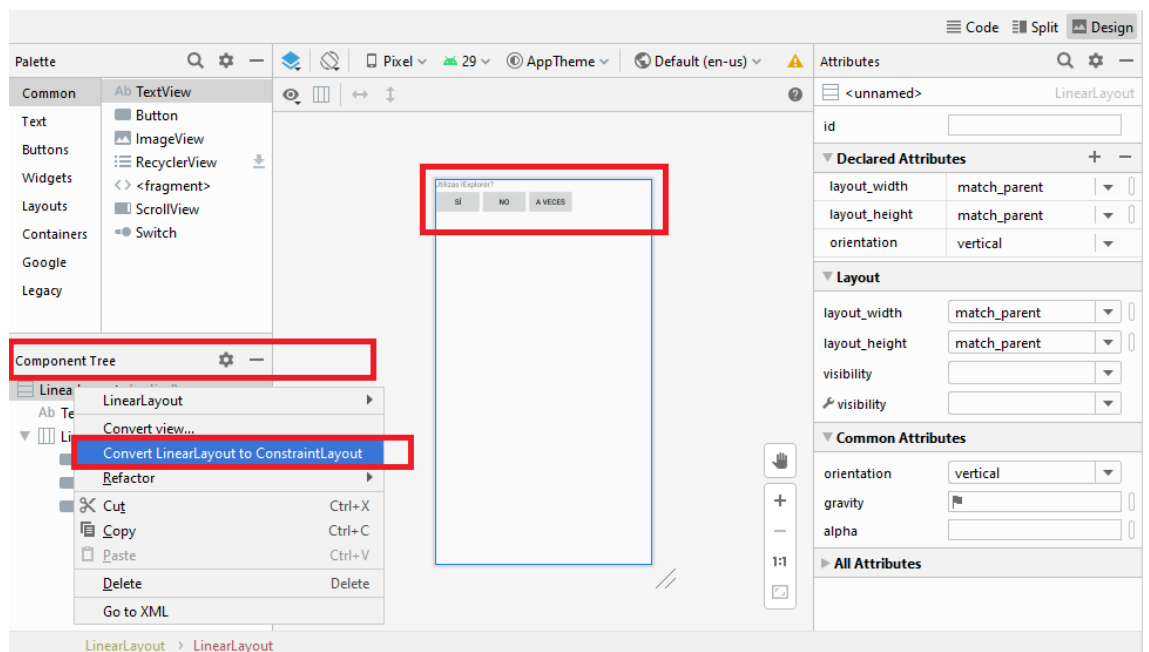 Code Split Design
Palette
Pixel 29 AppTheme Default (en-us)
Attributes
Common
Text
Buttons
Widgets
Layouts
Containers
Google
Legacy
Ab TextView
Button
ImageView
RecyclerView
<> <fragment>
ScrollView
Switch
Utilizas IExplorer?
SÍ NO A VECES
Component Tree
Linea
Ab Te
Li
LinearLayout
Convert view...
Convert LinearLayout to ConstraintLayout
Refactor
Cut Ctrl+X
Copy Ctrl+C
Paste Ctrl+V
Delete Delete
Go to XML
1:1
<unnamed> LinearLayout
id
Declared Attributes
layout_width match_parent
layout_height match_parent
orientation vertical
Layout
layout_width match_parent
layout_height match_parent
visibility
visibility
Common Attributes
orientation vertical
gravity
alpha
All Attributes
LinearLayout > LinearLayout